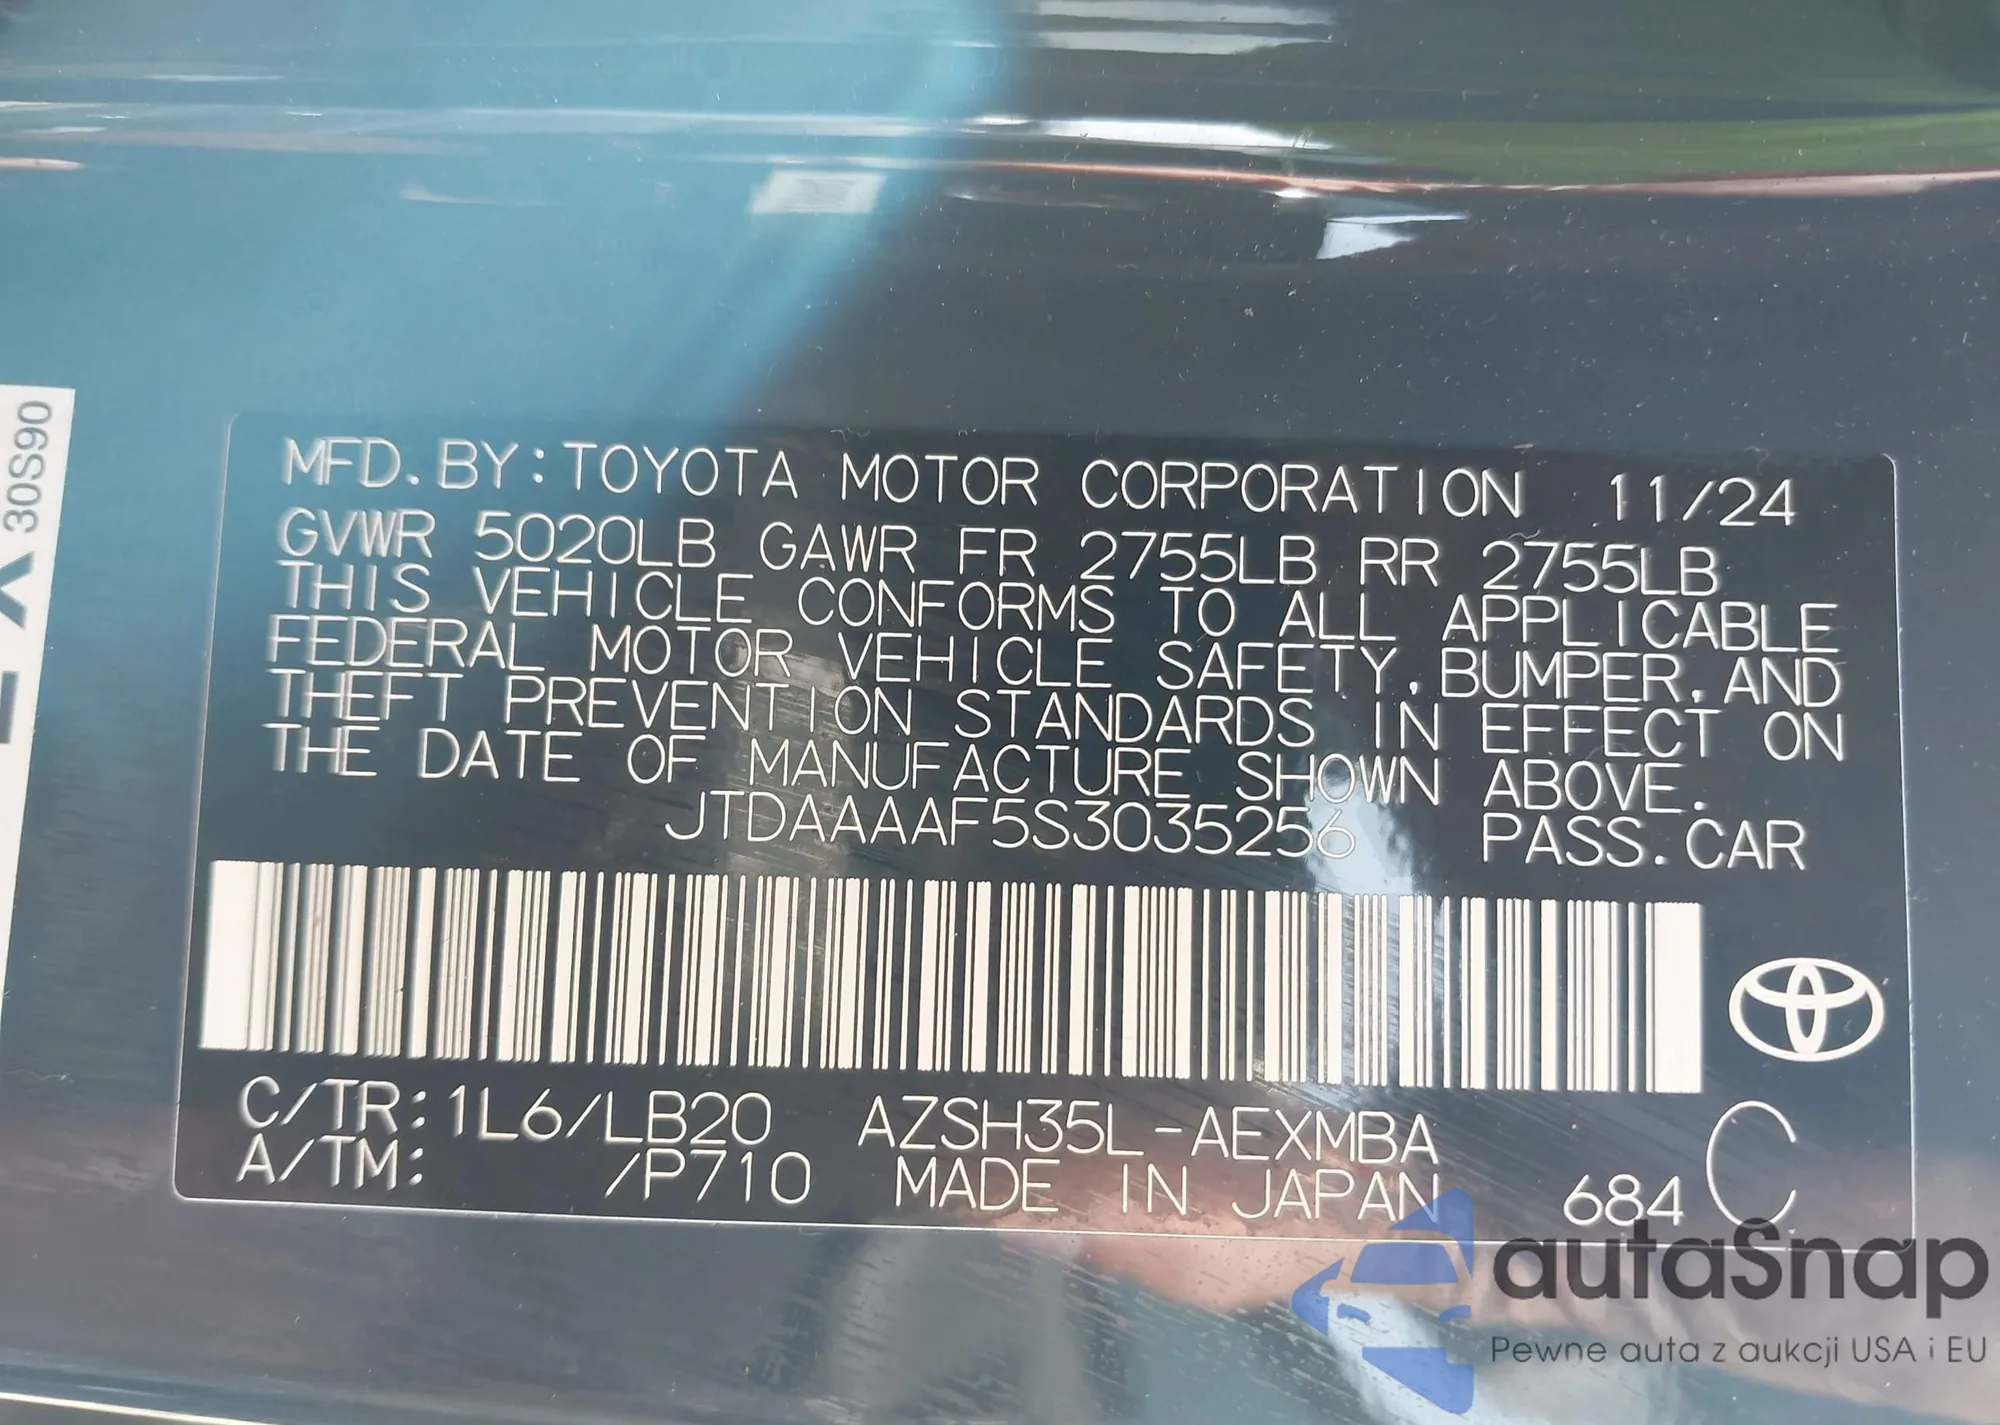 30S90
MFD. BY: TOYOTA MOTOR CORPORATION 11/24
GVWR 5020LB GAWR FR 2755LB RR 2755LB
THIS VEHICLE CONFORMS TO ALL APPLICABLE
FEDERAL MOTOR VEHICLE SAFETY, BUMPER, AND
THEFT PREVENTION STANDARDS IN EFFECT ON
THE DATE OF MANUFACTURE SHOWN ABOVE.
JTDAAAAF5S3035256 PASS. CAR
C/TR: 1L6/LB20 AZSH35L-AEXMBA C
A/TM: /P710 MADE IN JAPAN 684
autaSnap
Pewne auta z aukcji USA i EU